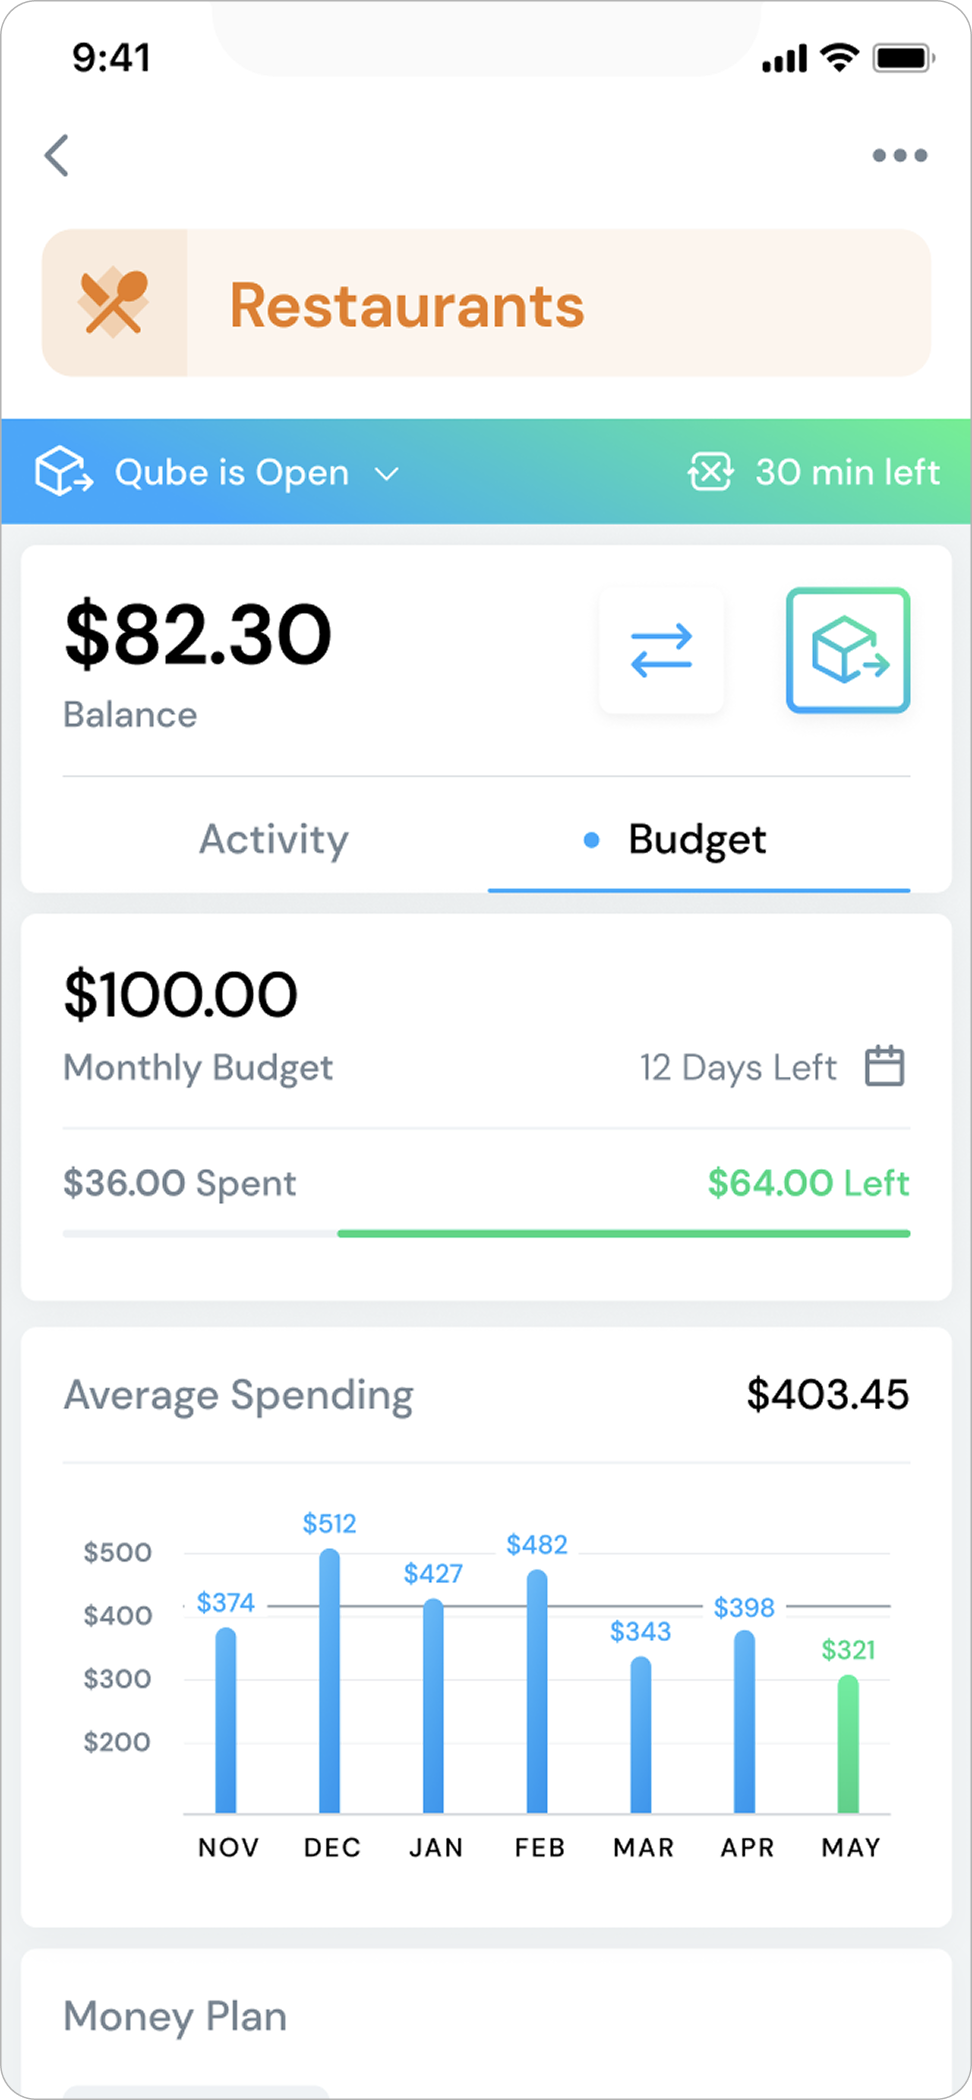 9:41
Restaurants
Qube is Open
30 min left
$82.30
Balance
Activity
Budget
$100.00
Monthly Budget
12 Days Left
$36.00 Spent
$64.00 Left
Average Spending
$403.45
$512
$482
$500
$427
$374
$398
$400
$343
$321
$300
$200
NOV DEC JAN FEB MAR APR MAY
Money Plan